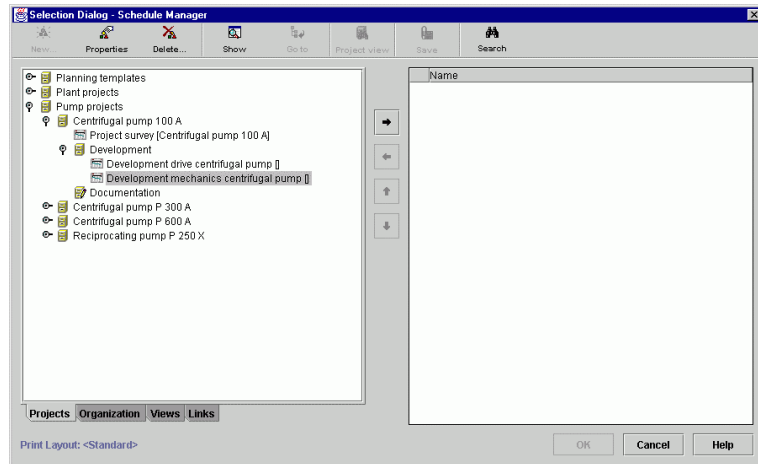 Selection Dialog - Schedule Manager
New... Properties Delete... Show Go to Project view Save Search
Planning templates
Plant projects
Pump projects
Centrifugal pump 100 A
Project survey [Centrifugal pump 100 A]
Development
Development drive centrifugal pump []
Development mechanics centrifugal pump []
Documentation
Centrifugal pump P 300 A
Centrifugal pump P 600 A
Reciprocating pump P 250 X
Name
Projects Organization Views Links
Print Layout: <Standard>
OK Cancel Help